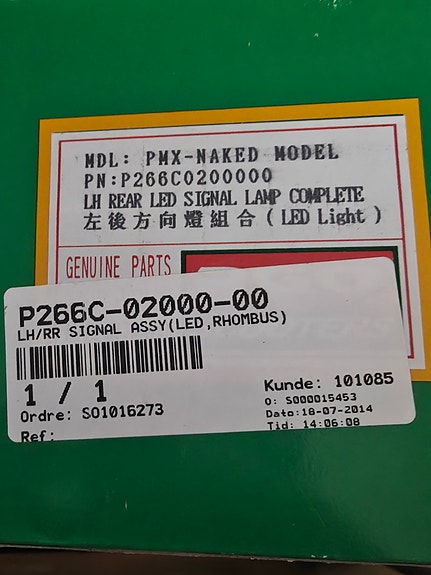 MDL: PMX-NAKED MODEL
PN:P266C0200000
LH REAR LED SIGNAL LAMP COMPLETE
左後方向燈組合(LED Light)
GENUINE PARTS
P266C-02000-00
LH/RR SIGNAL ASSY(LED,RHOMBUS)
1 / 1
Kunde: 101085
Ordre: SO1016273
O: S000015453
Dato:18-07-2014
Ref:
Tid: 14:06:08